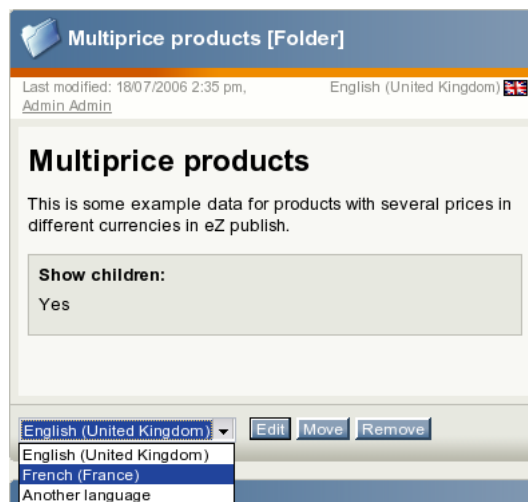 Multiprice products [Folder]
Last modified: 18/07/2006 2:35 pm, English (United Kingdom)
Admin Admin
Multiprice products
This is some example data for products with several prices in
different currencies in eZ publish.
Show children:
Yes
English (United Kingdom) Edit Move Remove
English (United Kingdom)
French (France)
Another language